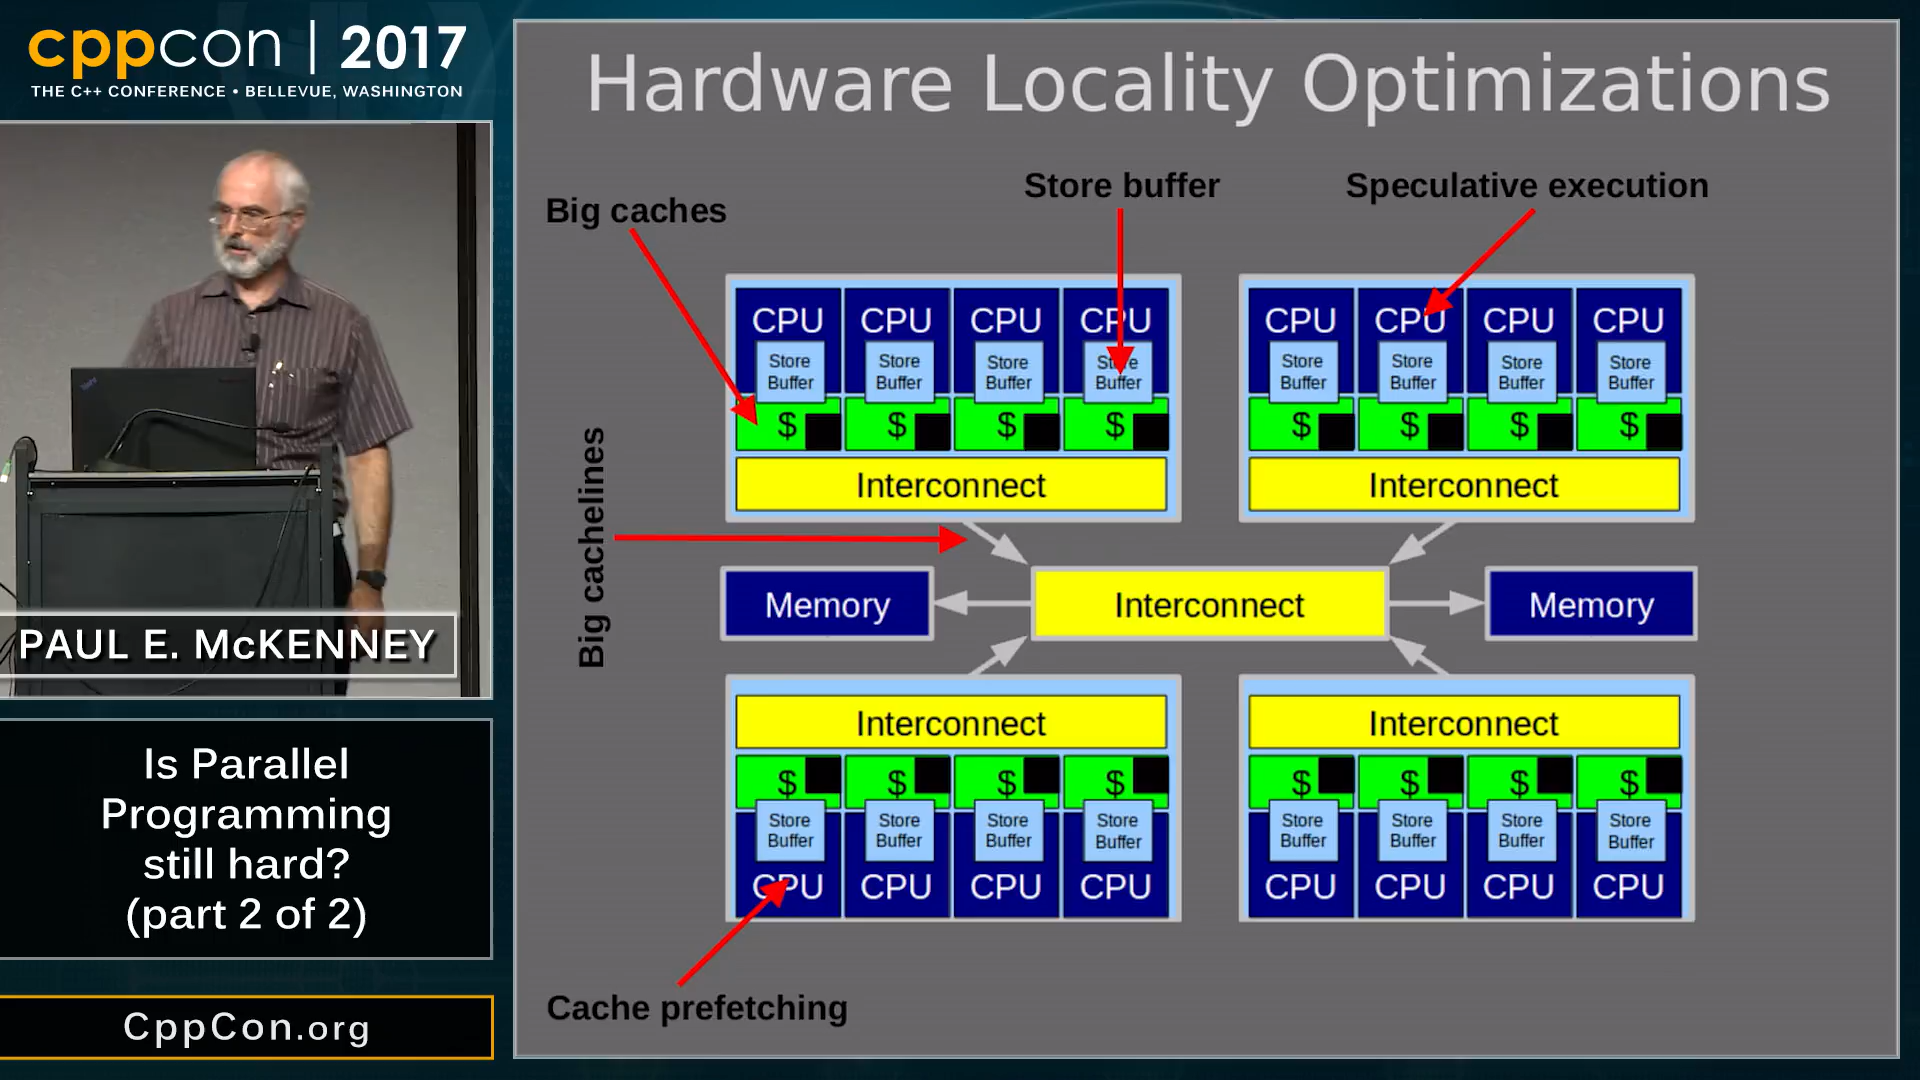 cppcon | 2017
THE C++ CONFERENCE • BELLEVUE, WASHINGTON
PAUL E. McKENNEY
Is Parallel
Programming
still hard?
(part 2 of 2)
CppCon.org
Hardware Locality Optimizations
Big caches
Store buffer
Speculative execution
CPU CPU CPU CPU
Store Store Store Store
Buffer Buffer Buffer Buffer
$ $ $ $
Interconnect
CPU CPU CPU CPU
Store Store Store Store
Buffer Buffer Buffer Buffer
$ $ $ $
Interconnect
Big cachelines
Memory
Interconnect
Memory
Interconnect
$ $ $ $
Store Store Store Store
Buffer Buffer Buffer Buffer
CPU CPU CPU CPU
Interconnect
$ $ $ $
Store Store Store Store
Buffer Buffer Buffer Buffer
CPU CPU CPU CPU
Cache prefetching